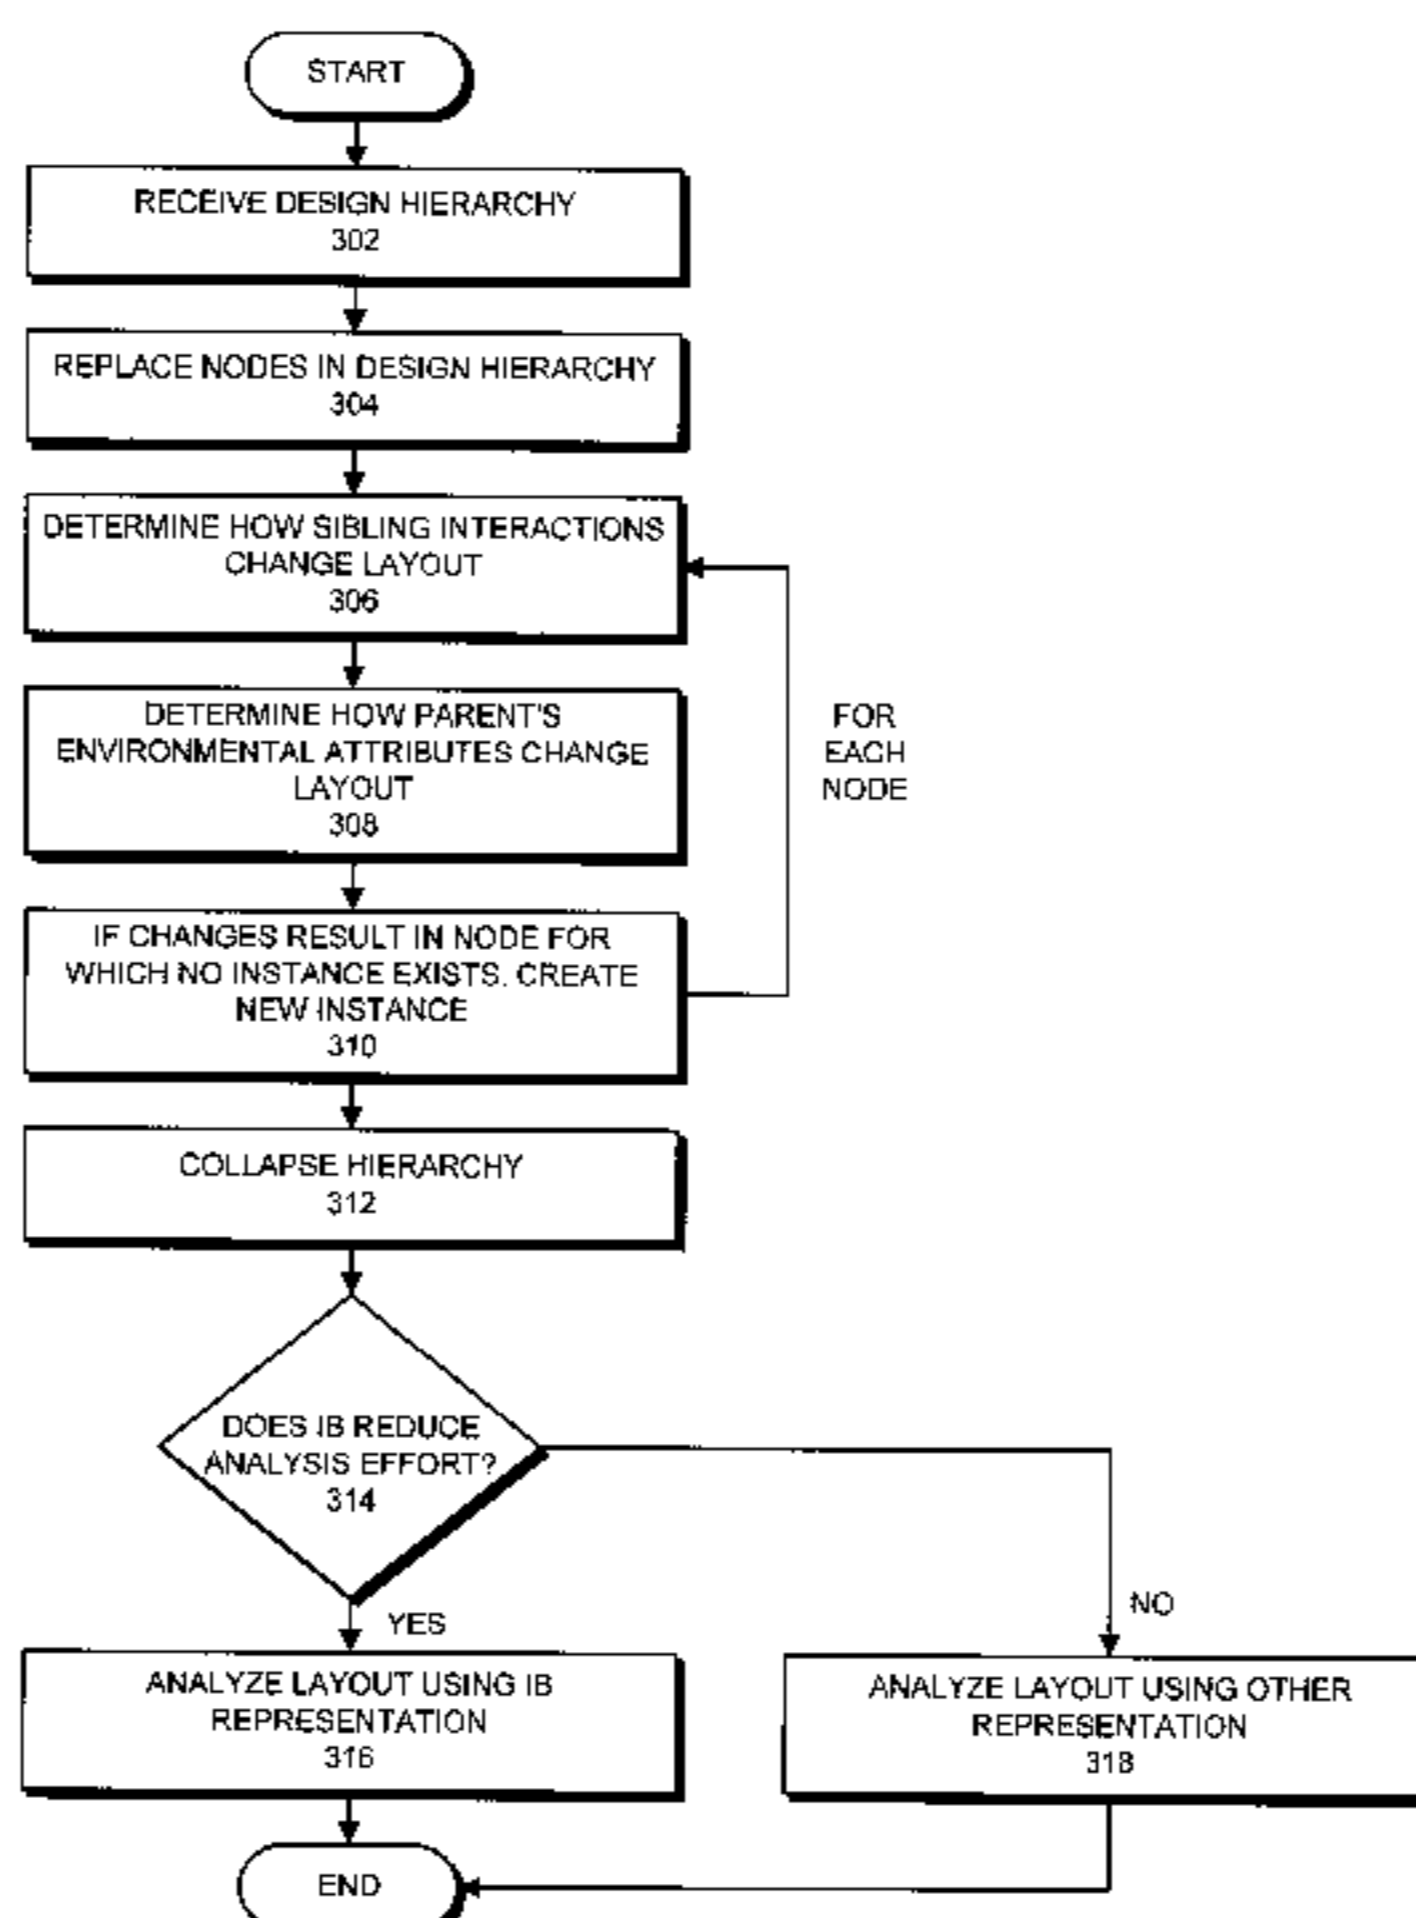 START
RECEIVE DESIGN HIERARCHY
302
REPLACE NODES IN DESIGN HIERARCHY
304
DETERMINE HOW SIBLING INTERACTIONS
CHANGE LAYOUT
306
DETERMINE HOW PARENT'S
ENVIRONMENTAL ATTRIBUTES CHANGE
LAYOUT
308
FOR
EACH
NODE
IF CHANGES RESULT IN NODE FOR
WHICH NO INSTANCE EXISTS, CREATE
NEW INSTANCE
310
COLLAPSE HIERARCHY
312
DOES IB REDUCE
ANALYSIS EFFORT?
314
YES
NO
ANALYZE LAYOUT USING IB
REPRESENTATION
316
ANALYZE LAYOUT USING OTHER
REPRESENTATION
318
END